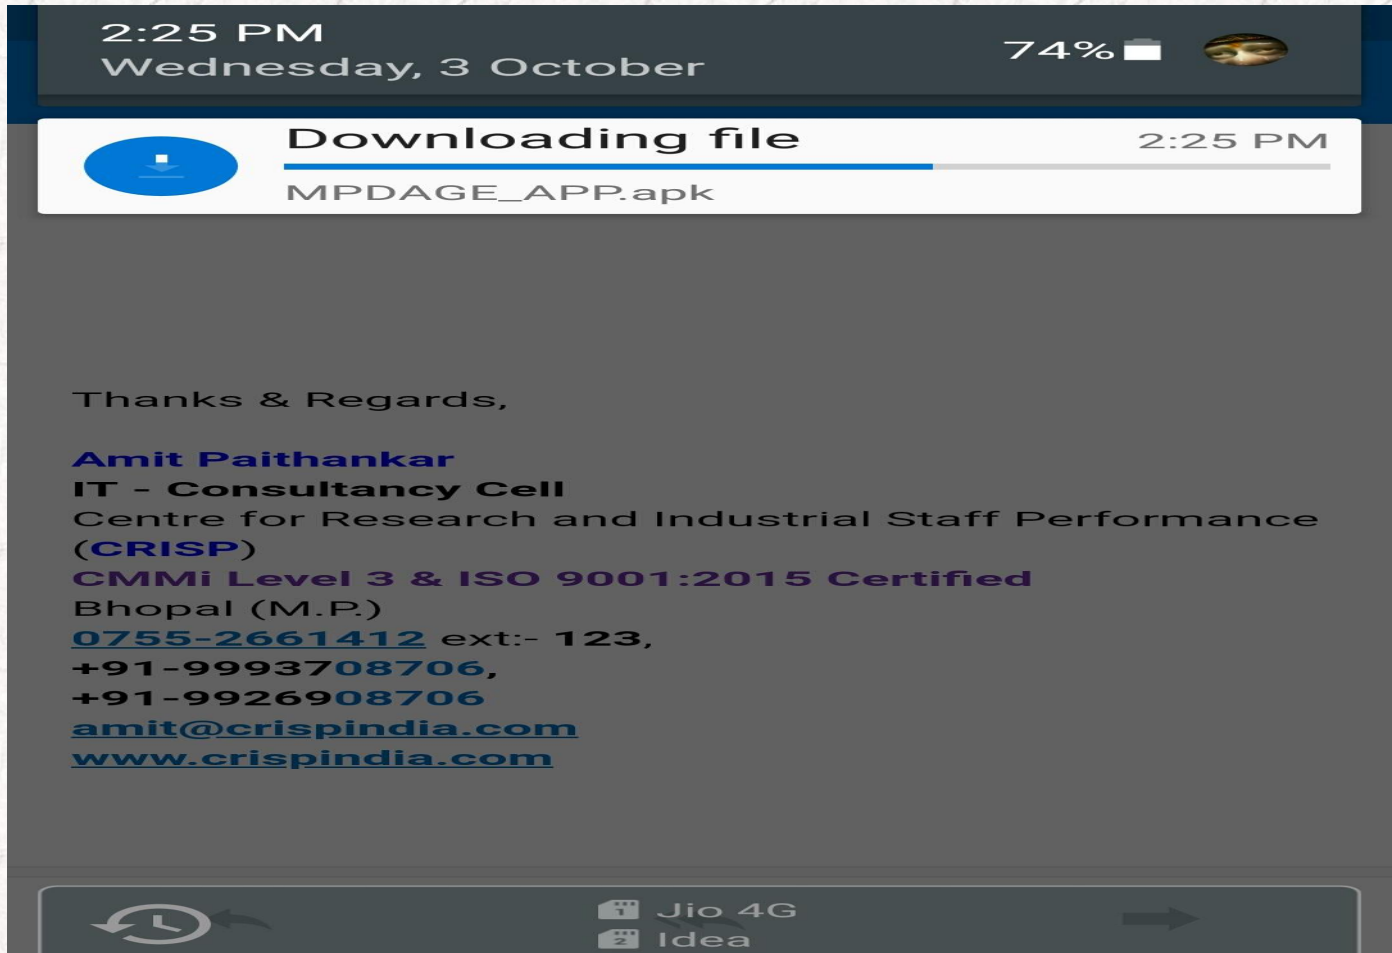 2:25 PM
Wednesday, 3 October
74%
Downloading file
2:25 PM
MPDAGE_APP.apk
Thanks & Regards,
Amit Paithankar
IT - Consultancy Cell
Centre for Research and Industrial Staff Performance
(CRISP)
CMMi Level 3 & ISO 9001:2015 Certified
Bhopal (M.P.)
0755-2661412 ext:- 123,
+91-9993708706,
+91-9926908706
amit@crispindia.com
www.crispindia.com
1 Jio 4G
2 Idea